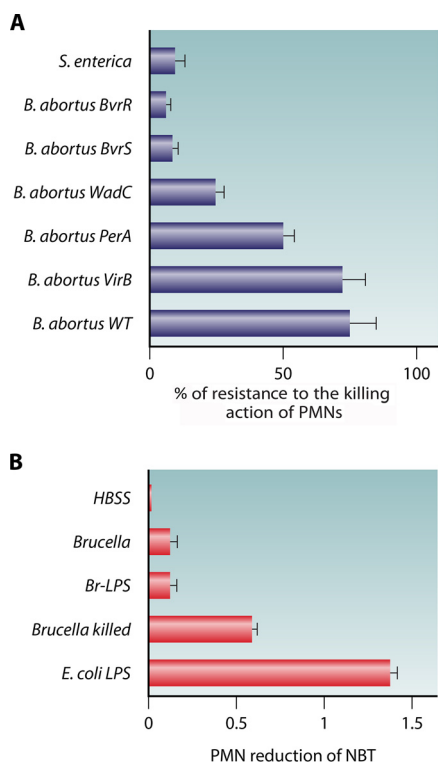 A
S. enterica
B. abortus BvrR
B. abortus BvrS
B. abortus WadC
B. abortus PerA
B. abortus VirB
B. abortus WT
0 50 100
% of resistance to the killing
action of PMNs
B
HBSS
Brucella
Br-LPS
Brucella killed
E. coli LPS
0 0.5 1 1.5
PMN reduction of NBT